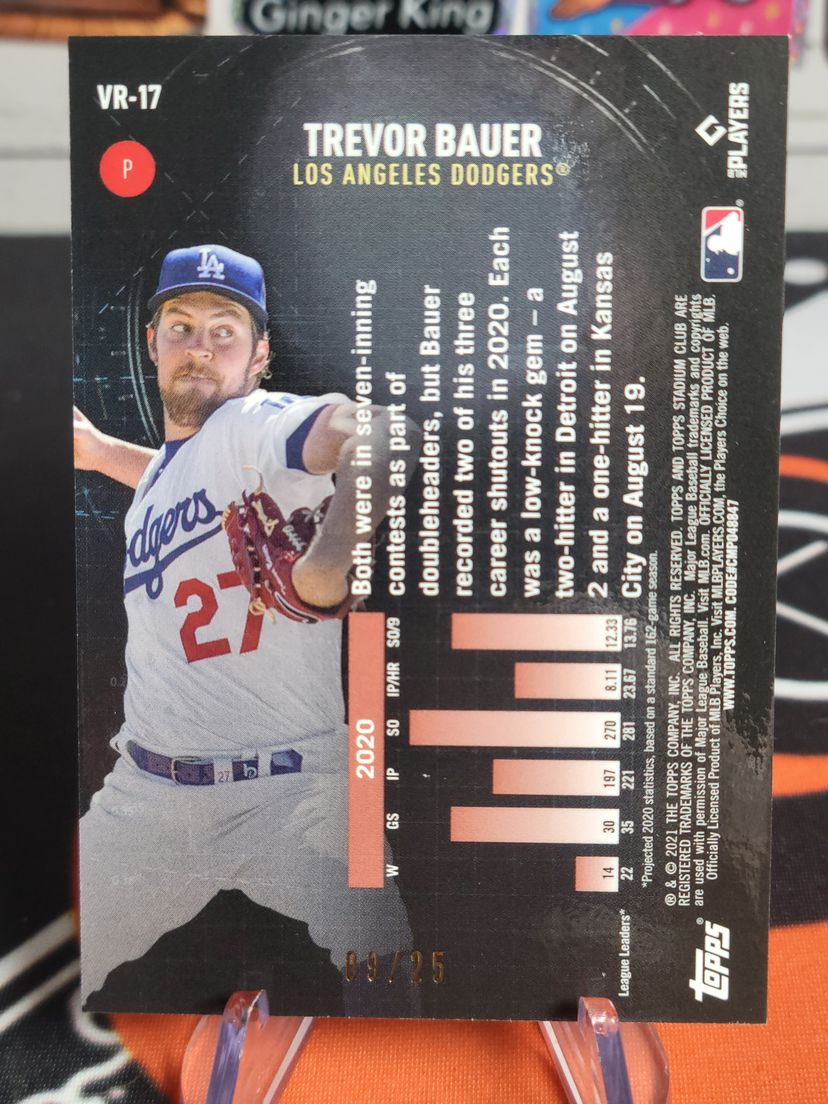 Ginger King
VR-17
P
TREVOR BAUER
LOS ANGELES DODGERS®
LA
Dodgers
27
27
Both were in seven-inning
contests as part of
doubleheaders, but Bauer
recorded two of his three
career shutouts in 2020. Each
was a low-knock gem – a
two-hitter in Detroit on August
2 and a one-hitter in Kansas
City on August 19.
2020
W GS IP SO IP/HR SO/9
14 30 197 270 8.11 12.33
League Leaders* 22 35 221 281 23.67 13.76
*Projected 2020 statistics, based on a standard 162-game season.
® & © 2021 THE TOPPS COMPANY, INC. ALL RIGHTS RESERVED. TOPPS AND TOPPS STADIUM CLUB ARE
REGISTERED TRADEMARKS OF THE TOPPS COMPANY, INC. Major League Baseball trademarks and copyrights
are used with permission of Major League Baseball. Visit MLB.com. OFFICIALLY LICENSED PRODUCT OF MLB.
Officially Licensed Product of MLB Players, Inc. Visit MLBPLAYERS.COM, the Players Choice on the web.
WWW.TOPPS.COM. CODE#CMP048847
TOPPS®
MLB PLAYERS
09/25